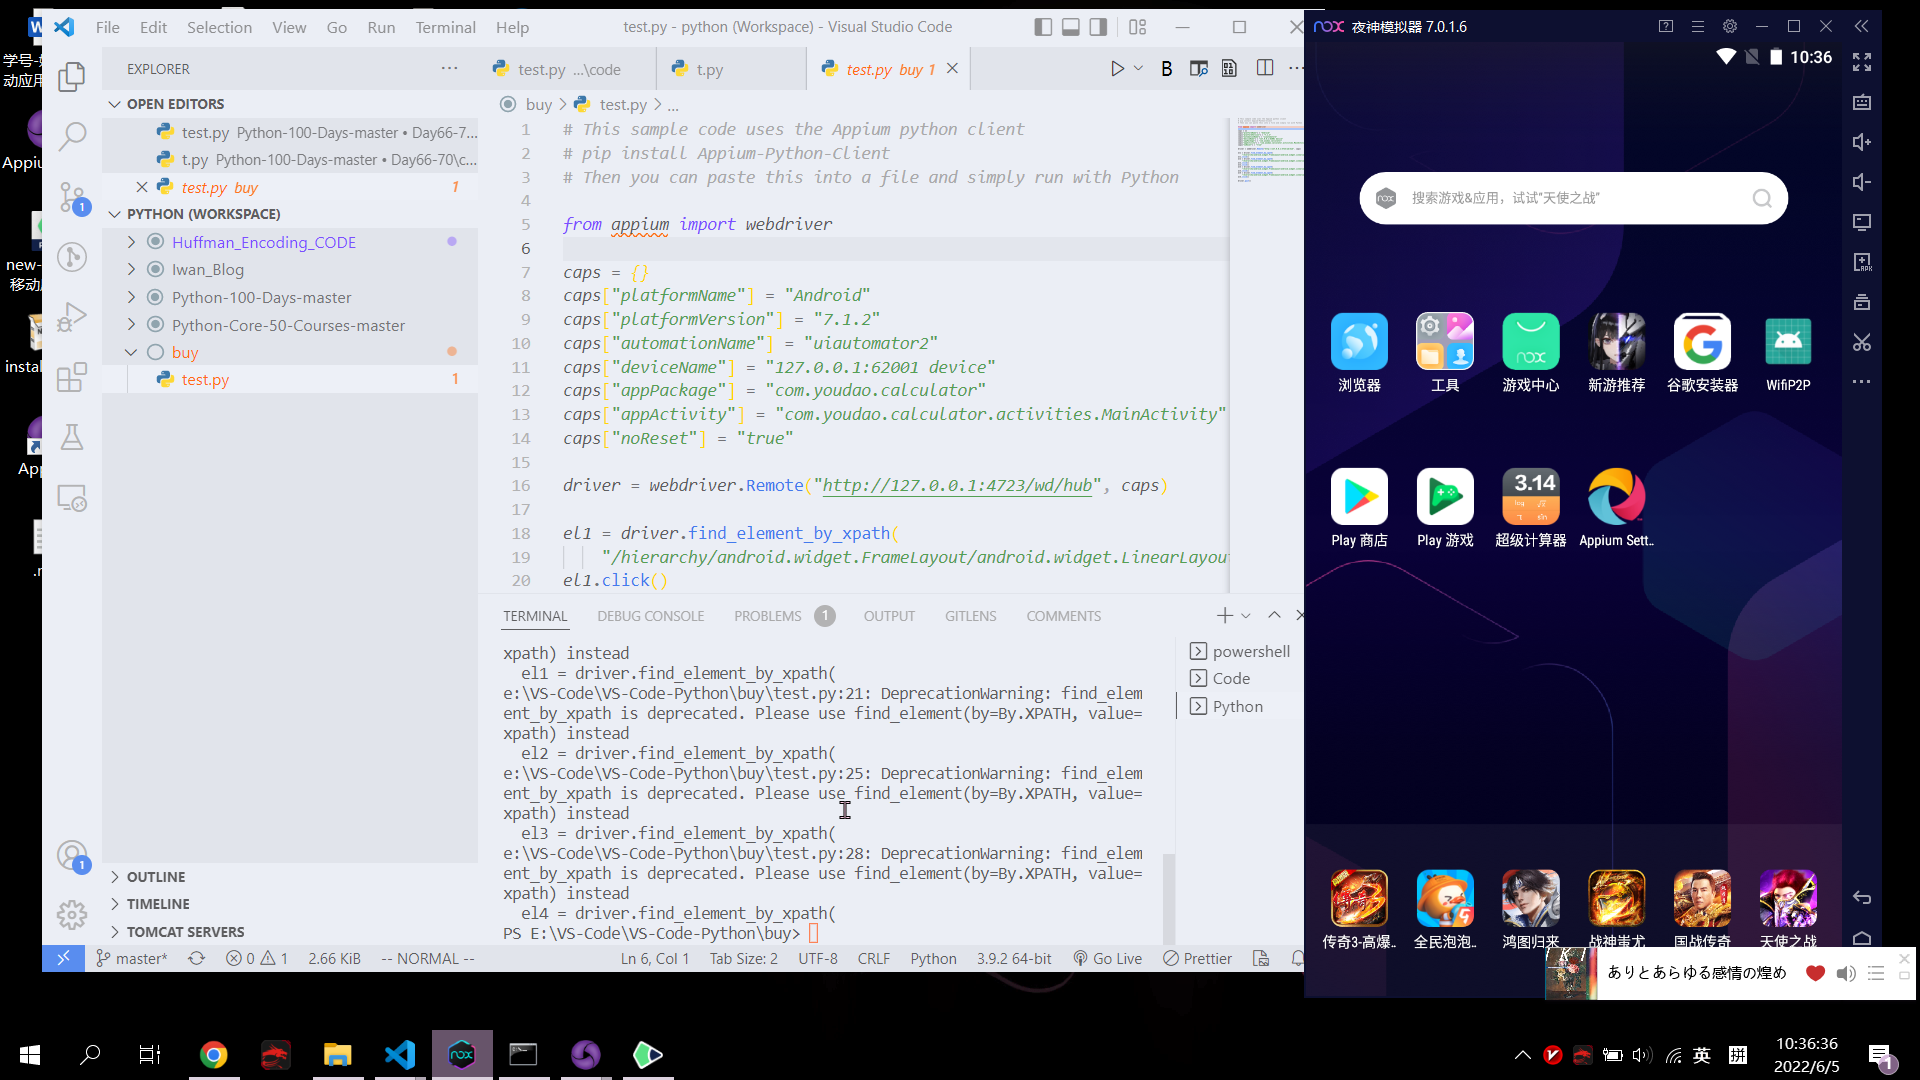 File Edit Selection View Go Run Terminal Help
test.py - python (Workspace) - Visual Studio Code
EXPLORER
OPEN EDITORS
test.py Python-100-Days-master • Day66-7...
t.py Python-100-Days-master • Day66-70\c...
test.py buy 1
PYTHON (WORKSPACE)
Huffman_Encoding_CODE
Iwan_Blog
Python-100-Days-master
Python-Core-50-Courses-master
buy
test.py 1
OUTLINE
TIMELINE
TOMCAT SERVERS
test.py ...\code
t.py
test.py buy 1
buy > test.py > ...
1 # This sample code uses the Appium python client
2 # pip install Appium-Python-Client
3 # Then you can paste this into a file and simply run with Python
4
5 from appium import webdriver
6
7 caps = {}
8 caps["platformName"] = "Android"
9 caps["platformVersion"] = "7.1.2"
10 caps["automationName"] = "uiautomator2"
11 caps["deviceName"] = "127.0.0.1:62001 device"
12 caps["appPackage"] = "com.youdao.calculator"
13 caps["appActivity"] = "com.youdao.calculator.activities.MainActivity"
14 caps["noReset"] = "true"
15
16 driver = webdriver.Remote("http://127.0.0.1:4723/wd/hub", caps)
17
18 el1 = driver.find_element_by_xpath(
19 "/hierarchy/android.widget.FrameLayout/android.widget.LinearLayou
20 el1.click()
TERMINAL DEBUG CONSOLE PROBLEMS 1 OUTPUT GITLENS COMMENTS
xpath) instead
el1 = driver.find_element_by_xpath(
e:\VS-Code\VS-Code-Python\buy\test.py:21: DeprecationWarning: find_elem
ent_by_xpath is deprecated. Please use find_element(by=By.XPATH, value=
xpath) instead
el2 = driver.find_element_by_xpath(
e:\VS-Code\VS-Code-Python\buy\test.py:25: DeprecationWarning: find_elem
ent_by_xpath is deprecated. Please use find_element(by=By.XPATH, value=
xpath) instead
el3 = driver.find_element_by_xpath(
e:\VS-Code\VS-Code-Python\buy\test.py:28: DeprecationWarning: find_elem
ent_by_xpath is deprecated. Please use find_element(by=By.XPATH, value=
xpath) instead
el4 = driver.find_element_by_xpath(
PS E:\VS-Code\VS-Code-Python\buy>
powershell
Code
Python
master* 0 1 2.66 KiB -- NORMAL -- Ln 6, Col 1 Tab Size: 2 UTF-8 CRLF Python 3.9.2 64-bit Go Live Prettier
nox 夜神模拟器 7.0.1.6
10:36
搜索游戏&应用，试试“天使之战”
浏览器 工具 游戏中心 新游推荐 谷歌安装器 WifiP2P
3.14
Play 商店 Play 游戏 超级计算器 Appium Sett..
传奇3-高爆.. 全民泡泡.. 鸿图归来 战神蚩尤 国战传奇 天使之战
ありとあらゆる感情の煌め
学号-
动应用
Appiu
new-
移动
instal
App
英 拼
10:36:36
2022/6/5
1